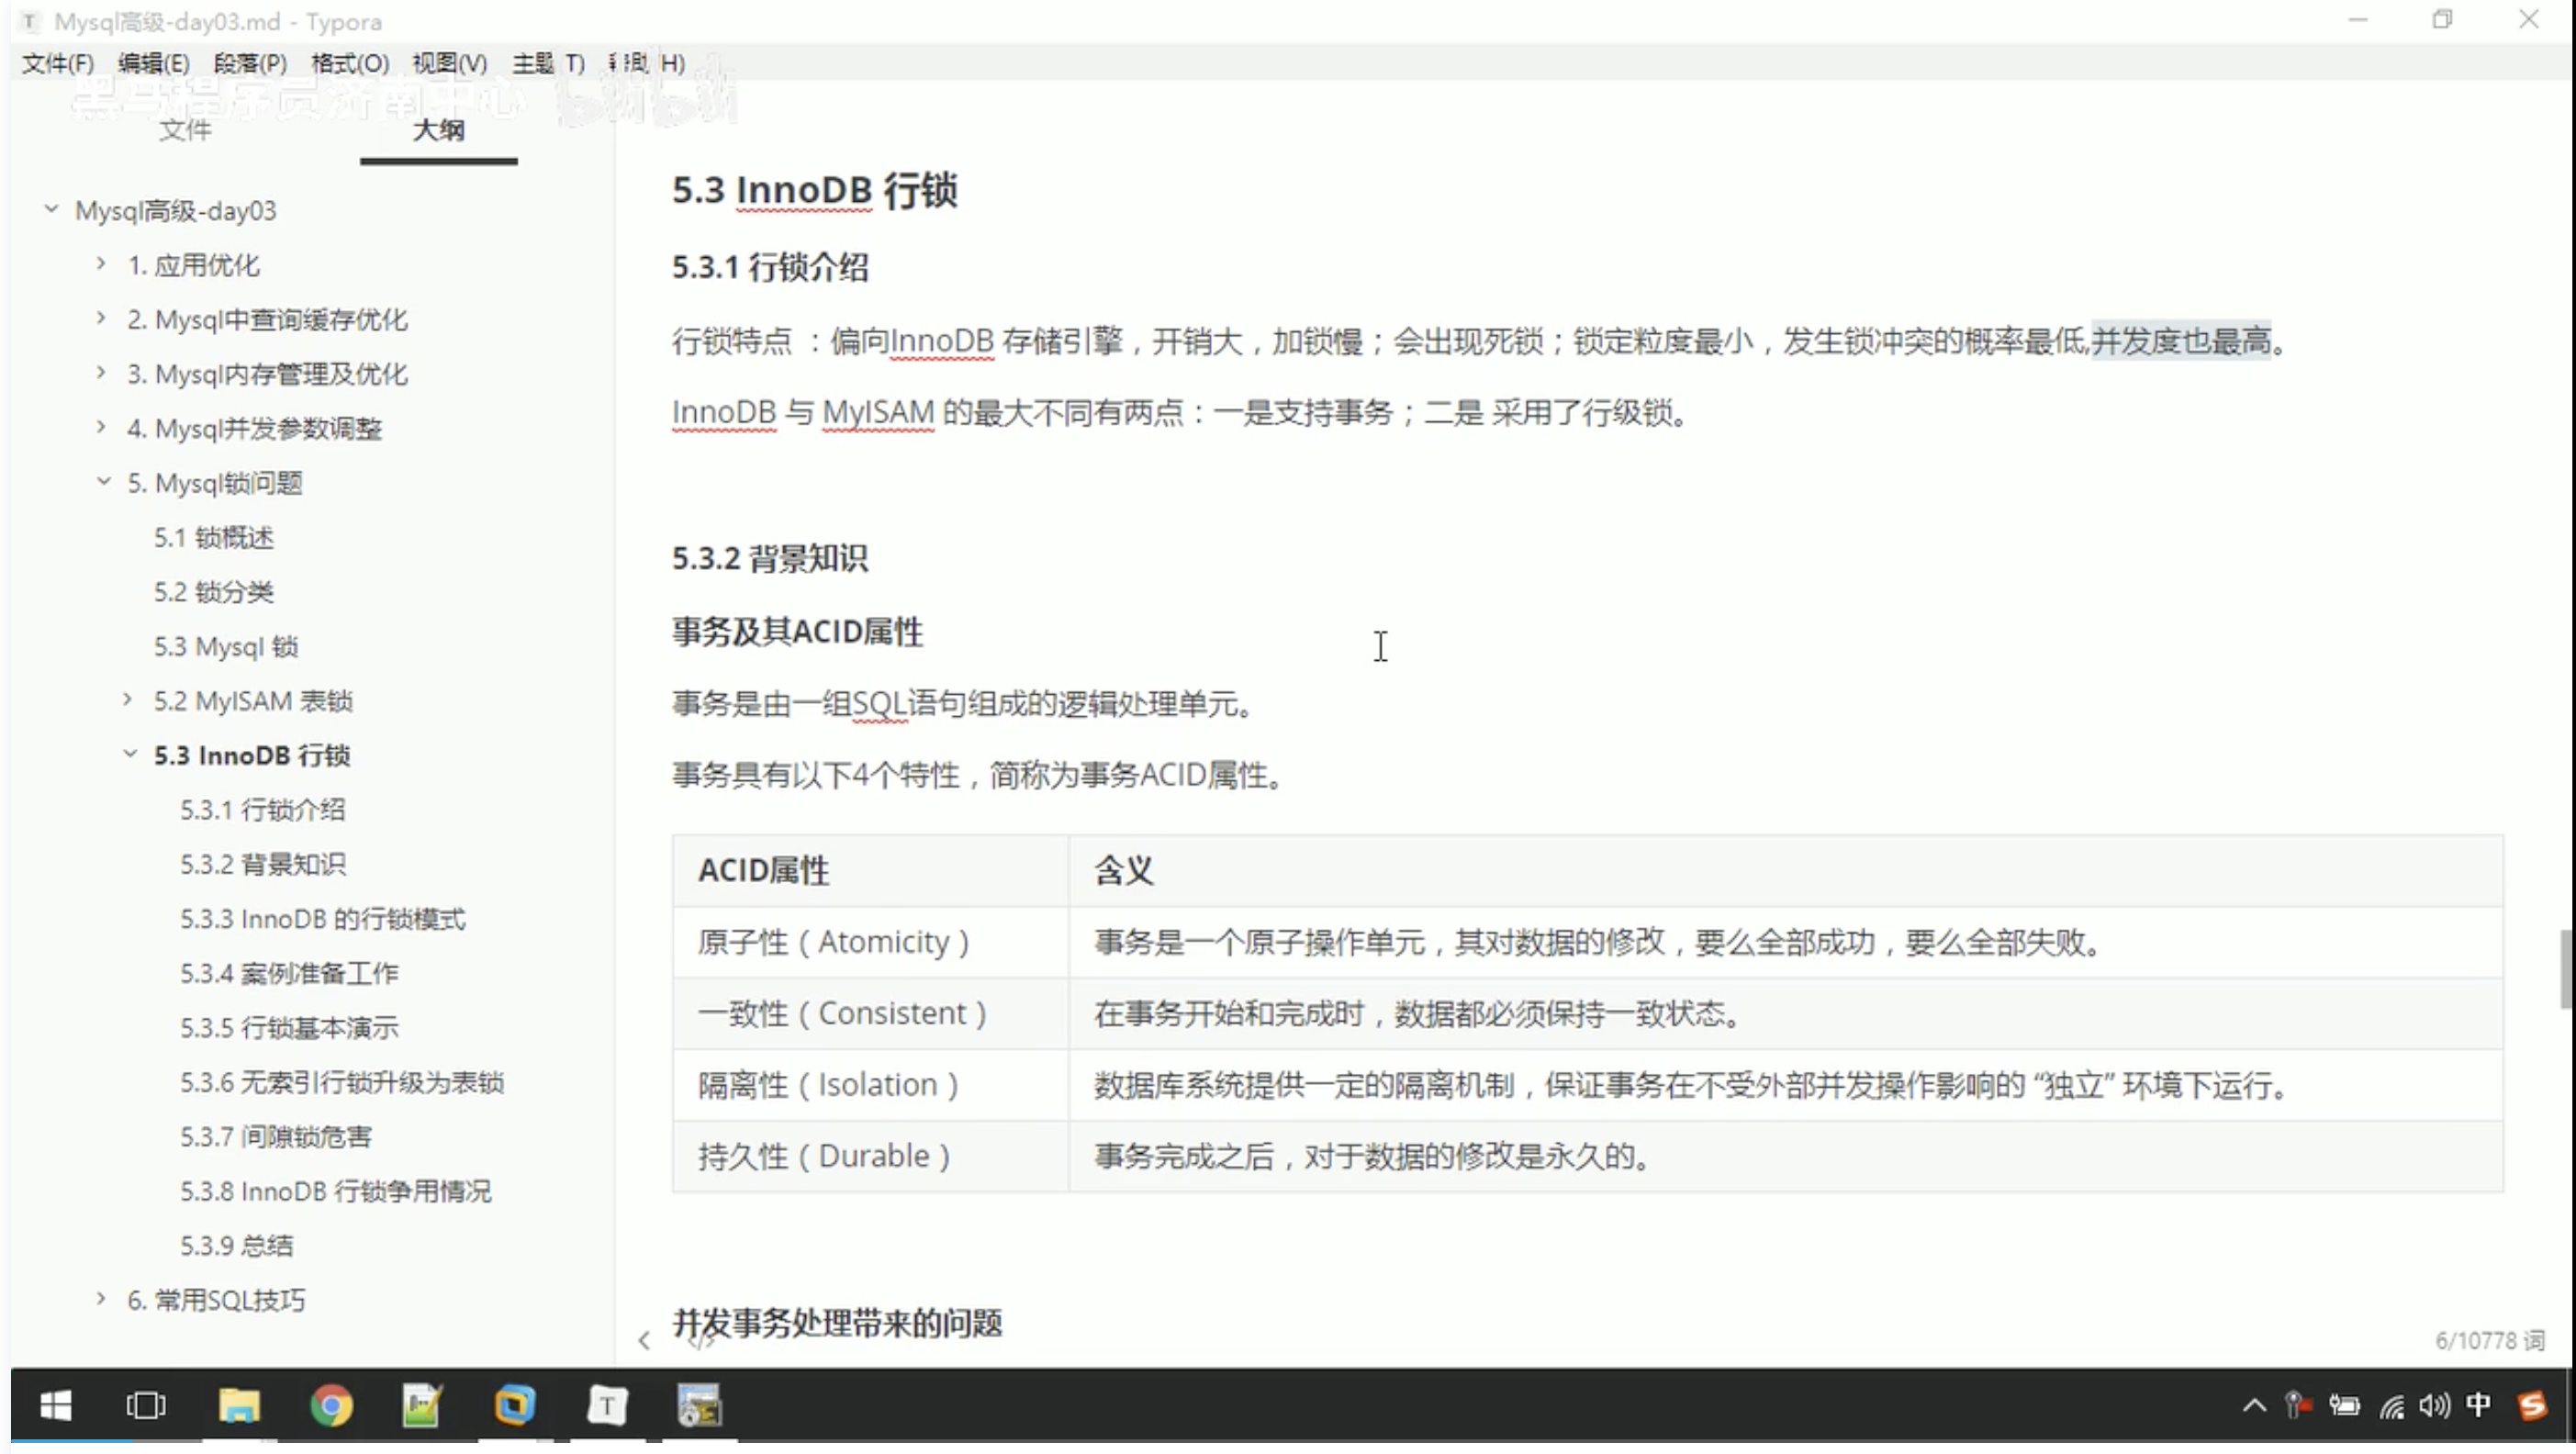 Mysql高级-day03.md - Typora
文件(F) 编辑(E) 段落(P) 格式(O) 视图(V) 主题(T) 帮助(H)
黑马程序员济南中心 bilibili
文件 大纲
Mysql高级-day03
1. 应用优化
2. Mysql中查询缓存优化
3. Mysql内存管理及优化
4. Mysql并发参数调整
5. Mysql锁问题
5.1 锁概述
5.2 锁分类
5.3 Mysql 锁
5.2 MyISAM 表锁
5.3 InnoDB 行锁
5.3.1 行锁介绍
5.3.2 背景知识
5.3.3 InnoDB 的行锁模式
5.3.4 案例准备工作
5.3.5 行锁基本演示
5.3.6 无索引行锁升级为表锁
5.3.7 间隙锁危害
5.3.8 InnoDB 行锁争用情况
5.3.9 总结
6. 常用SQL技巧
5.3 InnoDB 行锁
5.3.1 行锁介绍
行锁特点 ：偏向InnoDB 存储引擎，开销大，加锁慢；会出现死锁；锁定粒度最小，发生锁冲突的概率最低,并发度也最高。
InnoDB 与 MyISAM 的最大不同有两点：一是支持事务；二是 采用了行级锁。
5.3.2 背景知识
事务及其ACID属性
事务是由一组SQL语句组成的逻辑处理单元。
事务具有以下4个特性，简称为事务ACID属性。
ACID属性 含义
原子性（Atomicity） 事务是一个原子操作单元，其对数据的修改，要么全部成功，要么全部失败。
一致性（Consistent） 在事务开始和完成时，数据都必须保持一致状态。
隔离性（Isolation） 数据库系统提供一定的隔离机制，保证事务在不受外部并发操作影响的 “独立” 环境下运行。
持久性（Durable） 事务完成之后，对于数据的修改是永久的。
并发事务处理带来的问题
6/10778 词
中